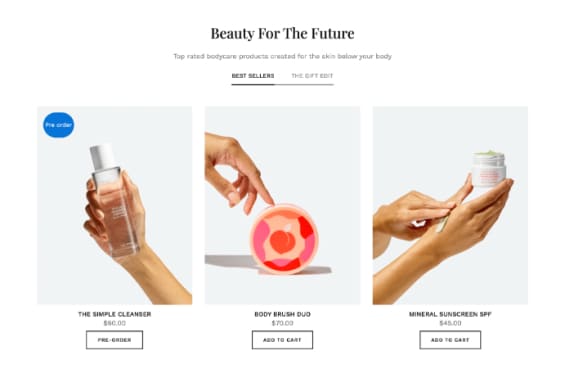 Beauty For The Future
Top rated bodycare products created for the skin below your body
BEST SELLERS THE GIFT EDIT
Pre order
THE SIMPLE CLEANSER
BODY BRUSH DUO
$70.00
MINERAL SUNSCREEN SPF
$45.00
PRE-ORDER
ADD TO CART
ADD TO CART